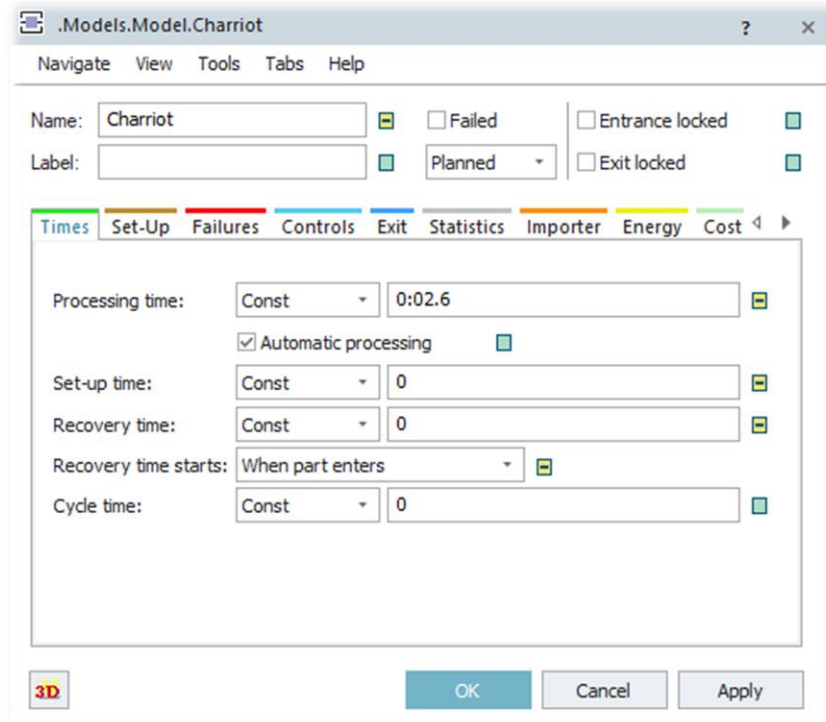 .Models.Model.Charriot ? ×
Navigate View Tools Tabs Help
Name: Charriot Failed Entrance locked
Label: Planned Exit locked
Times Set-Up Failures Controls Exit Statistics Importer Energy Cost
Processing time: Const 0:02.6
Automatic processing
Set-up time: Const 0
Recovery time: Const 0
Recovery time starts: When part enters
Cycle time: Const 0
3D OK Cancel Apply